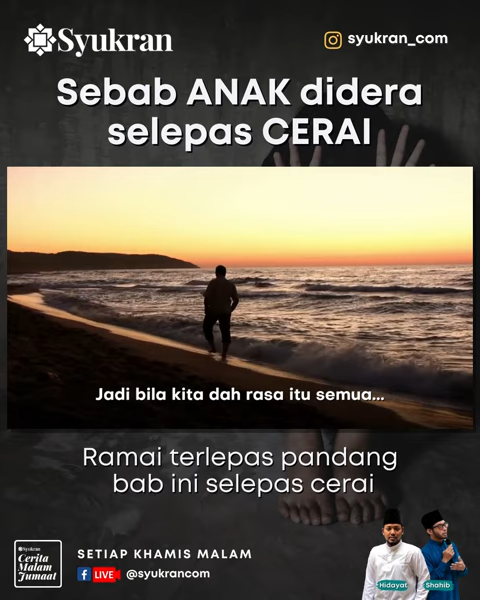 Syukran
syukran_com
Sebab ANAK didera
selepas CERAI
Jadi bila kita dah rasa itu semua...
Ramai terlepas pandang
bab ini selepas cerai
Syukran
Cerita
Malam
Jumaat
SETIAP KHAMIS MALAM
LIVE @syukrancom
Hidayat
Shahib